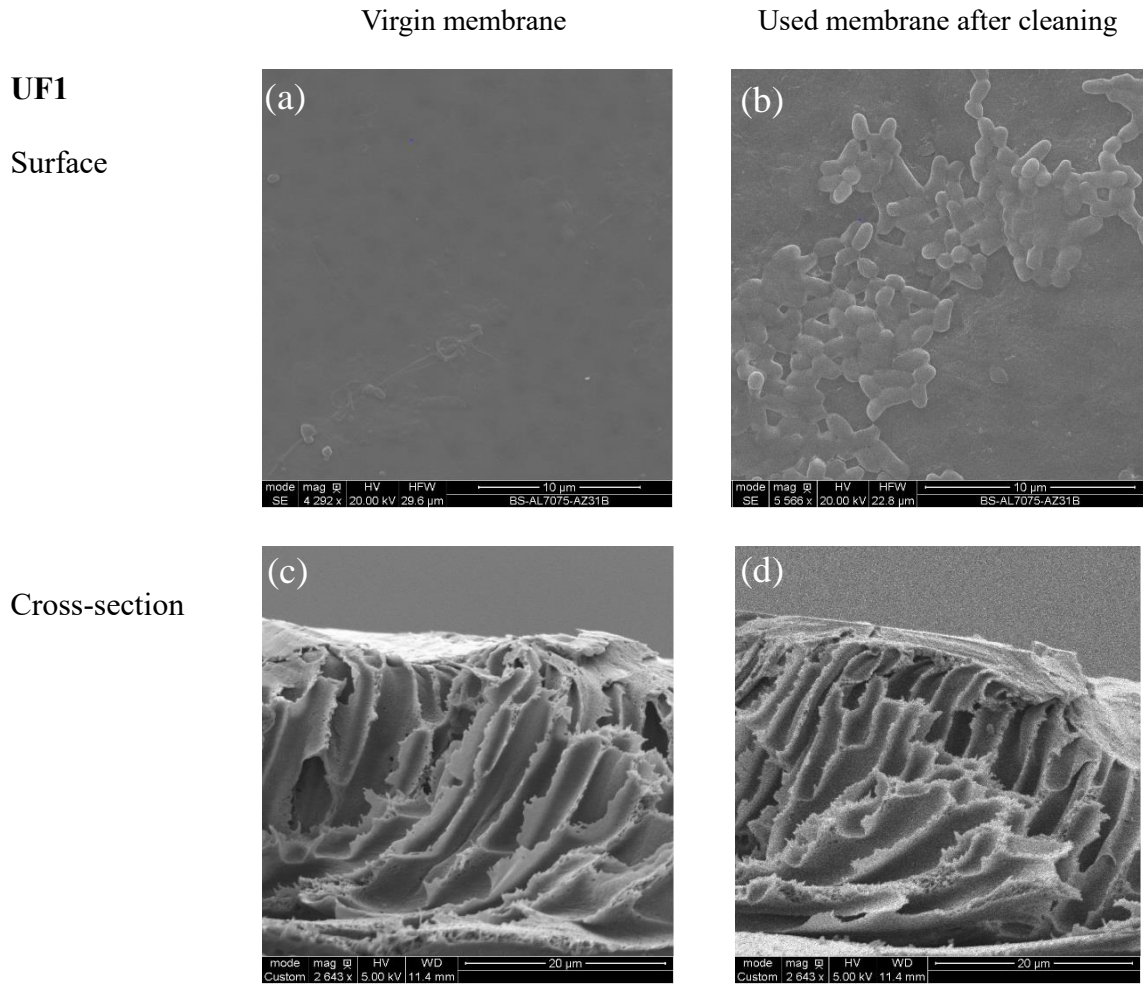 Virgin membrane
Used membrane after cleaning
UF1
Surface
(a)
(b)
mode mag HV HFW 10 µm
SE 4 292 x 20.00 kV 29.6 µm BS-AL7075-AZ31B
mode mag HV HFW 10 µm
SE 5 566 x 20.00 kV 22.8 µm BS-AL7075-AZ31B
Cross-section
(c)
(d)
mode mag HV WD 20 µm
Custom 2 643 x 5.00 kV 11.4 mm
mode mag HV WD 20 µm
Custom 2 643 x 5.00 kV 11.4 mm